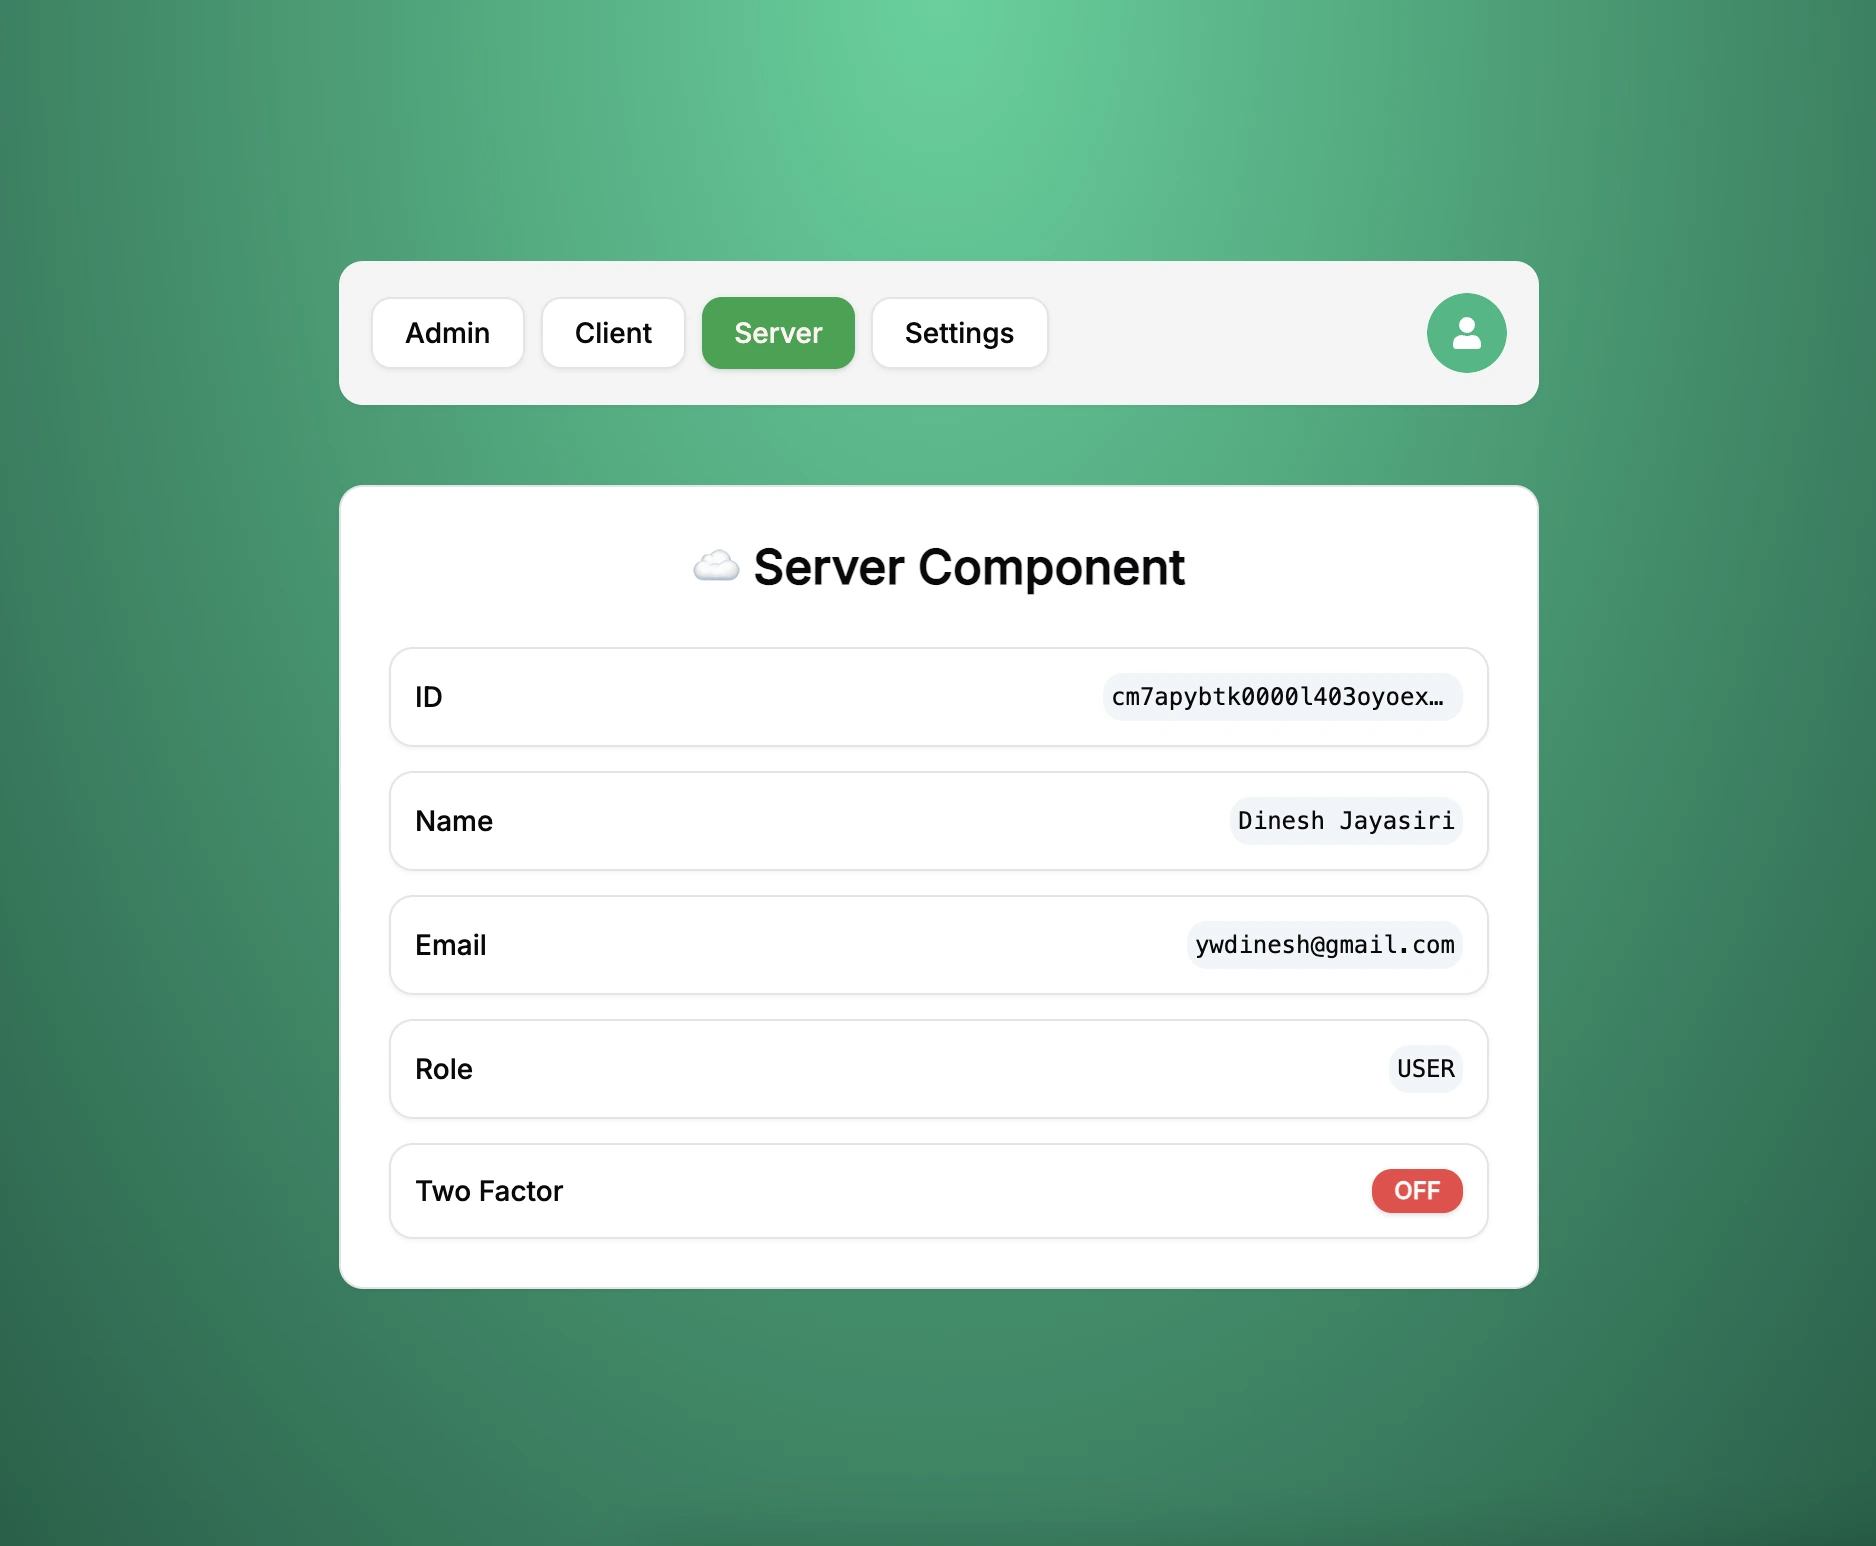 Admin Client Server Settings
☁️ Server Component
ID cm7apybtk0000l403oyoex…
Name Dinesh Jayasiri
Email ywdinesh@gmail.com
Role USER
Two Factor OFF